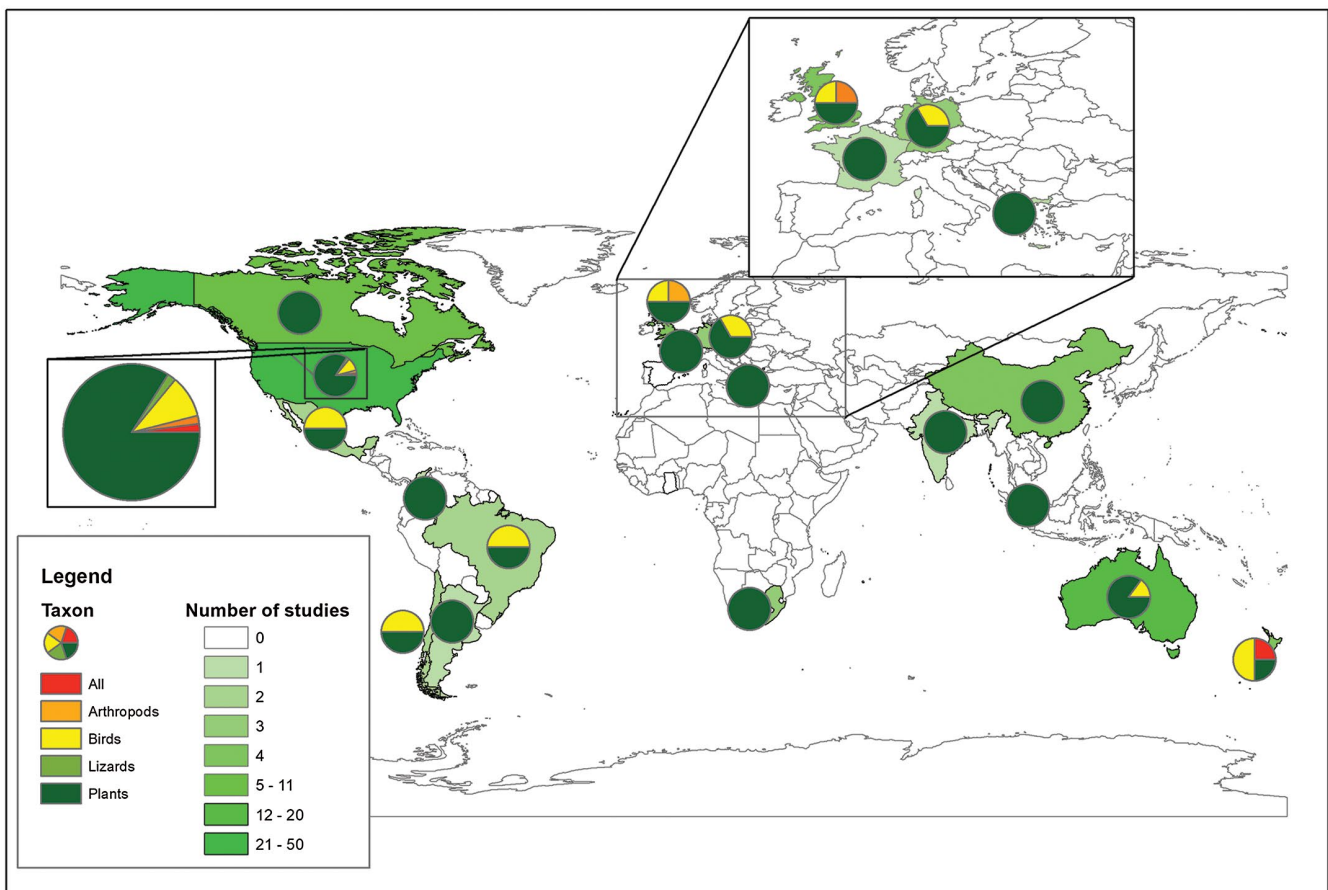 Legend
Taxon
All
Arthropods
Birds
Lizards
Plants
Number of studies
0
1
2
3
4
5 - 11
12 - 20
21 - 50